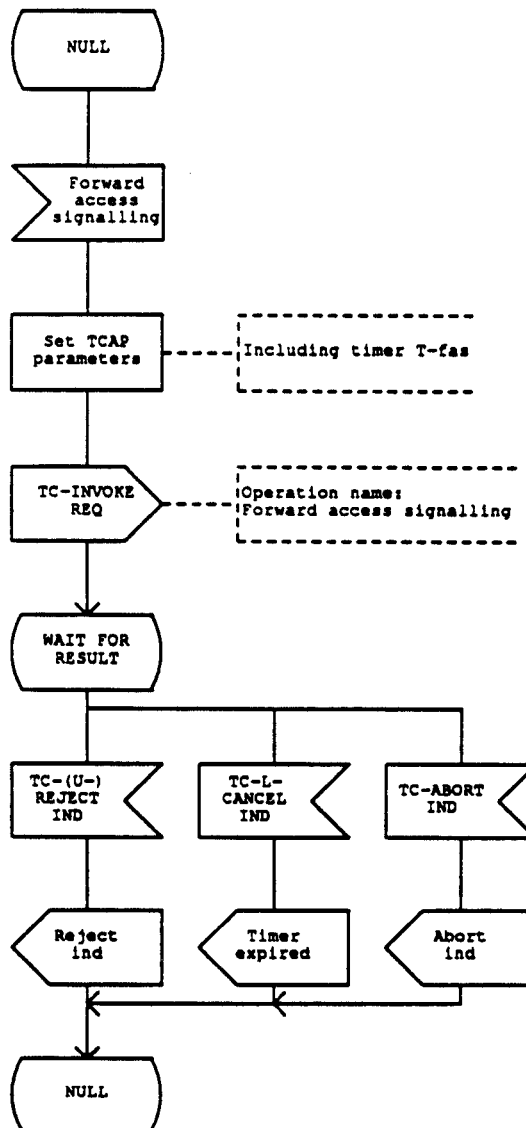 NULL
Forward
access
signalling
Set TCAP
parameters
Including timer T-fas
TC-INVOKE
REQ
Operation name:
Forward access signalling
WAIT FOR
RESULT
TC-(U-)
REJECT
IND
TC-L-
CANCEL
IND
TC-ABORT
IND
Reject
ind
Timer
expired
Abort
ind
NULL